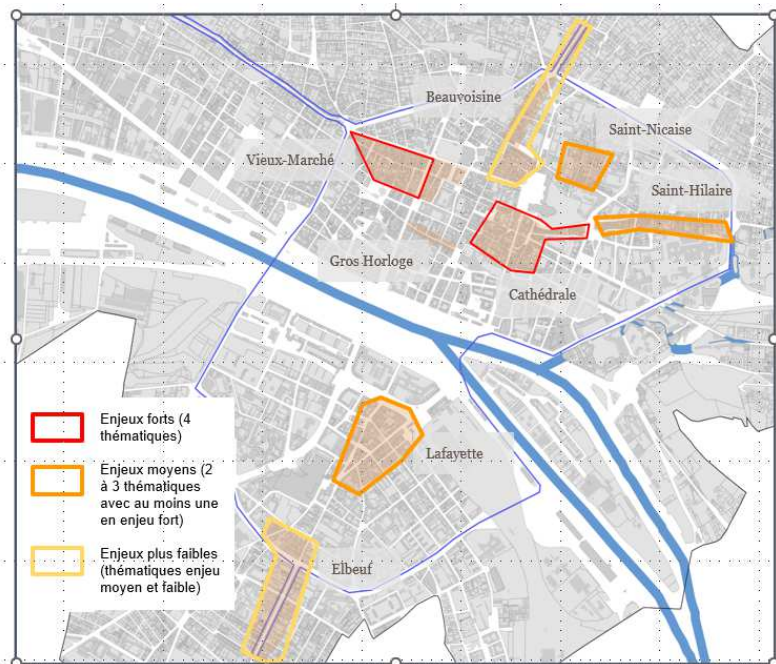 Beauvoisine
Saint-Nicaise
Vieux-Marché
Saint-Hilaire
Gros Horloge
Cathédrale
Enjeux forts (4
thématiques)
Enjeux moyens (2
à 3 thématiques
avec au moins une
en enjeu fort)
Enjeux plus faibles
(thématiques enjeu
moyen et faible)
Lafayette
Elbeuf